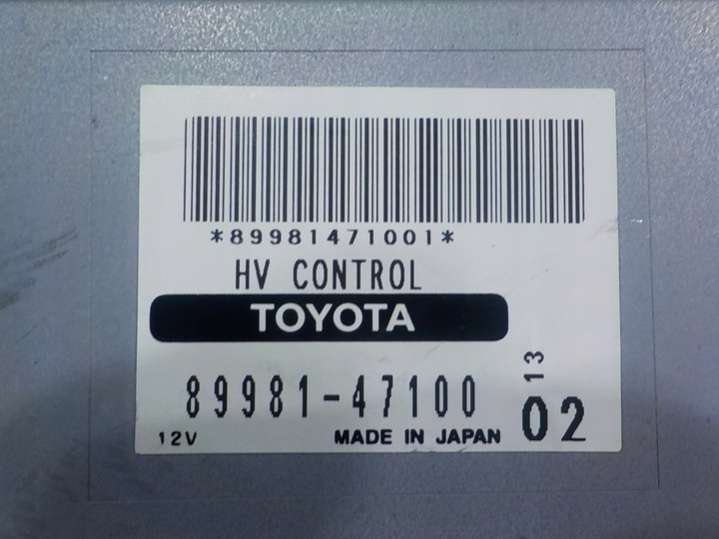 *89981471001*
HV CONTROL
TOYOTA
89981-47100
13
02
12V
MADE IN JAPAN